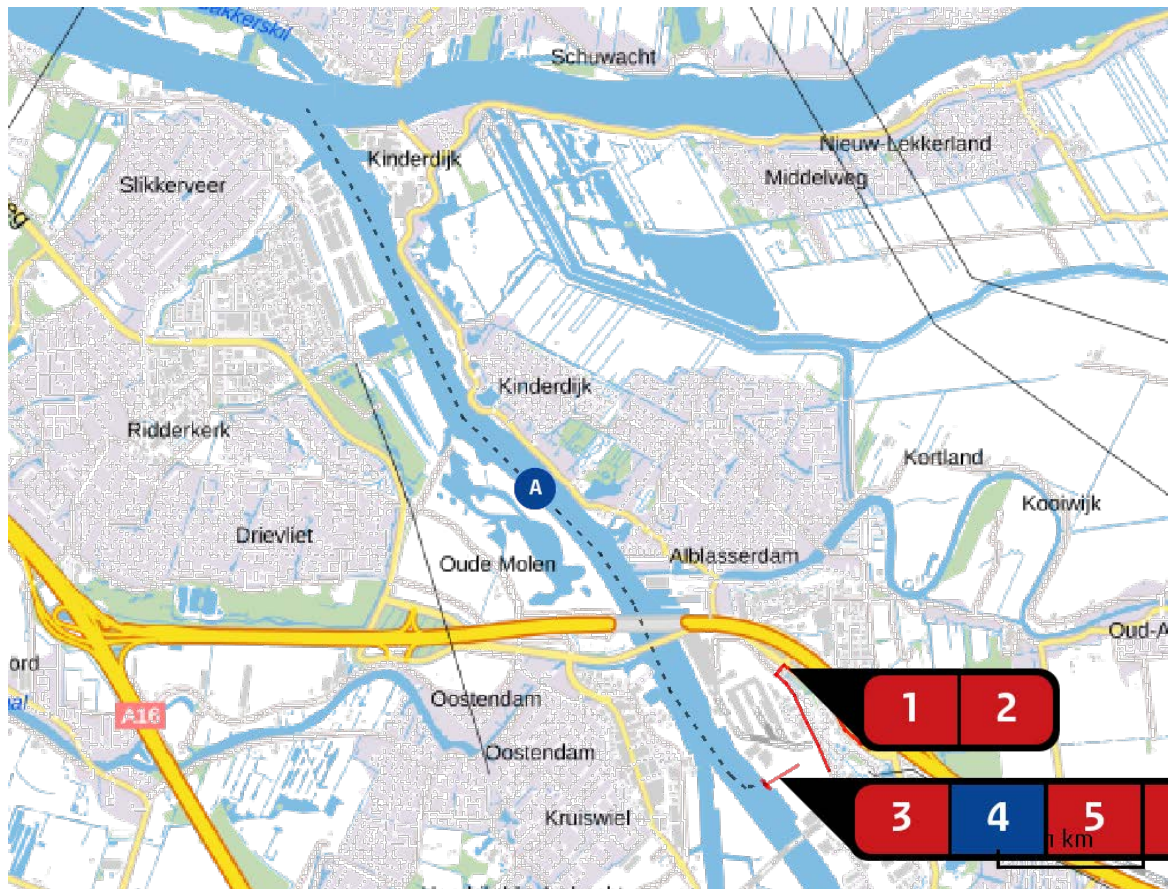 Schuwacht
Nieuw-Lekkerland
Kinderdijk
Middelweg
Slikkerveer
Kinderdijk
Ridderkerk
Kortland
A
Kooiwijk
Drievliet
Alblasserdam
Oude Molen
Oud-A
ord
Oostendam
1 2
A16
Oostendam
Kruiswiel
3 4 5
km